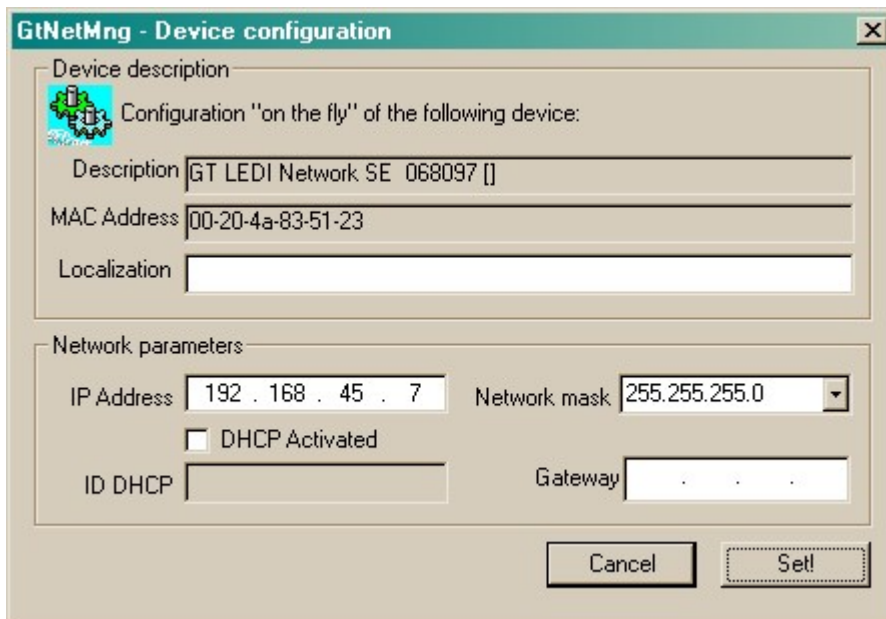 GtNetMng - Device configuration
Device description
Configuration "on the fly" of the following device:
Description GT LEDI Network SE 068097 []
MAC Address 00-20-4a-83-51-23
Localization
Network parameters
IP Address 192 . 168 . 45 . 7 Network mask 255.255.255.0
DHCP Activated
ID DHCP Gateway . . .
Cancel Set!